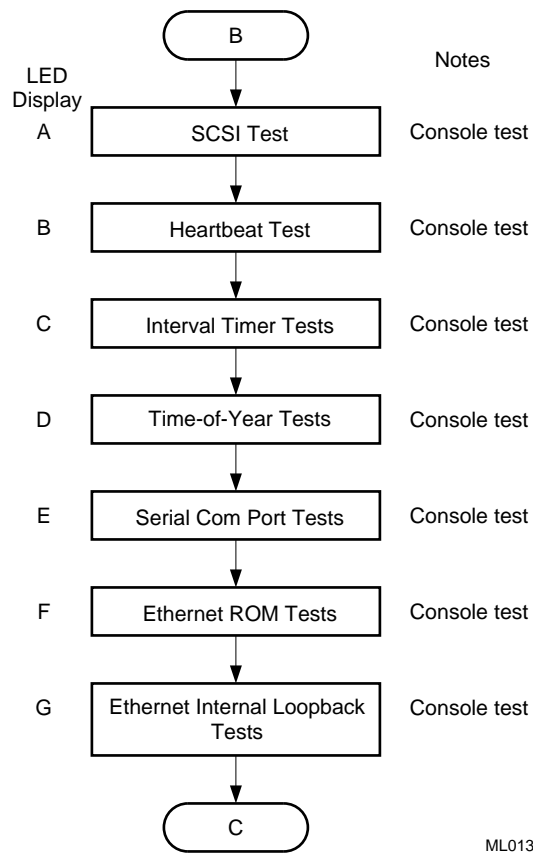 B
LED
Display
Notes
A
SCSI Test
Console test
B
Heartbeat Test
Console test
C
Interval Timer Tests
Console test
D
Time-of-Year Tests
Console test
E
Serial Com Port Tests
Console test
F
Ethernet ROM Tests
Console test
G
Ethernet Internal Loopback
Tests
Console test
C
ML013